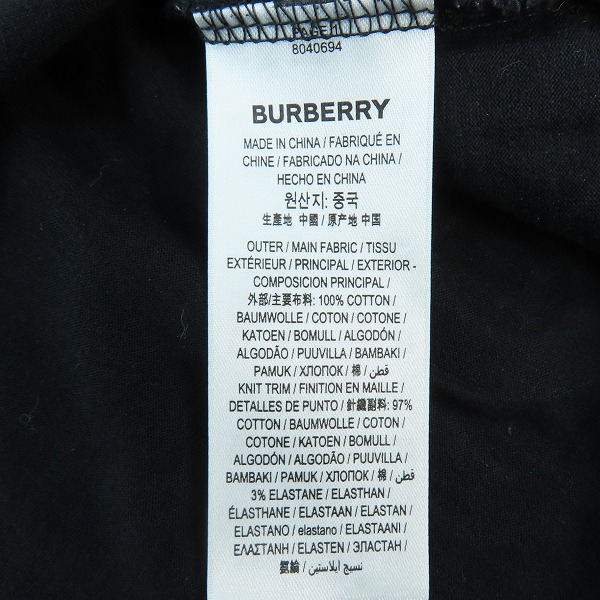 PAGE 1
8040694
BURBERRY
MADE IN CHINA / FABRIQUÉ EN
CHINE / FABRICADO NA CHINA /
HECHO EN CHINA
원산지: 중국
生產地 中國 / 原产地 中国
OUTER / MAIN FABRIC / TISSU
EXTÉRIEUR / PRINCIPAL / EXTERIOR -
COMPOSICION PRINCIPAL /
外部/主要布料: 100% COTTON /
BAUMWOLLE / COTON / COTONE /
KATOEN / BOMULL / ALGODÓN /
ALGODÃO / PUUVILLA / BAMBAKI /
PAMUK / ХЛОПОК / 棉 / قطن /
KNIT TRIM / FINITION EN MAILLE /
DETALLES DE PUNTO / 針織副料: 97%
COTTON / BAUMWOLLE / COTON /
COTONE / KATOEN / BOMULL /
ALGODÓN / ALGODÃO / PUUVILLA /
BAMBAKI / PAMUK / ХЛОПОК / 棉 / قطن /
3% ELASTANE / ELASTHAN /
ÉLASTHANE / ELASTAAN / ELASTAN /
ELASTANO / elastano / ELASTAANI /
ΕΛΑΣΤΑΝΗ / ELASTEN / ЭЛАСТАН /
氨綸 / نسيج إيلاستين /